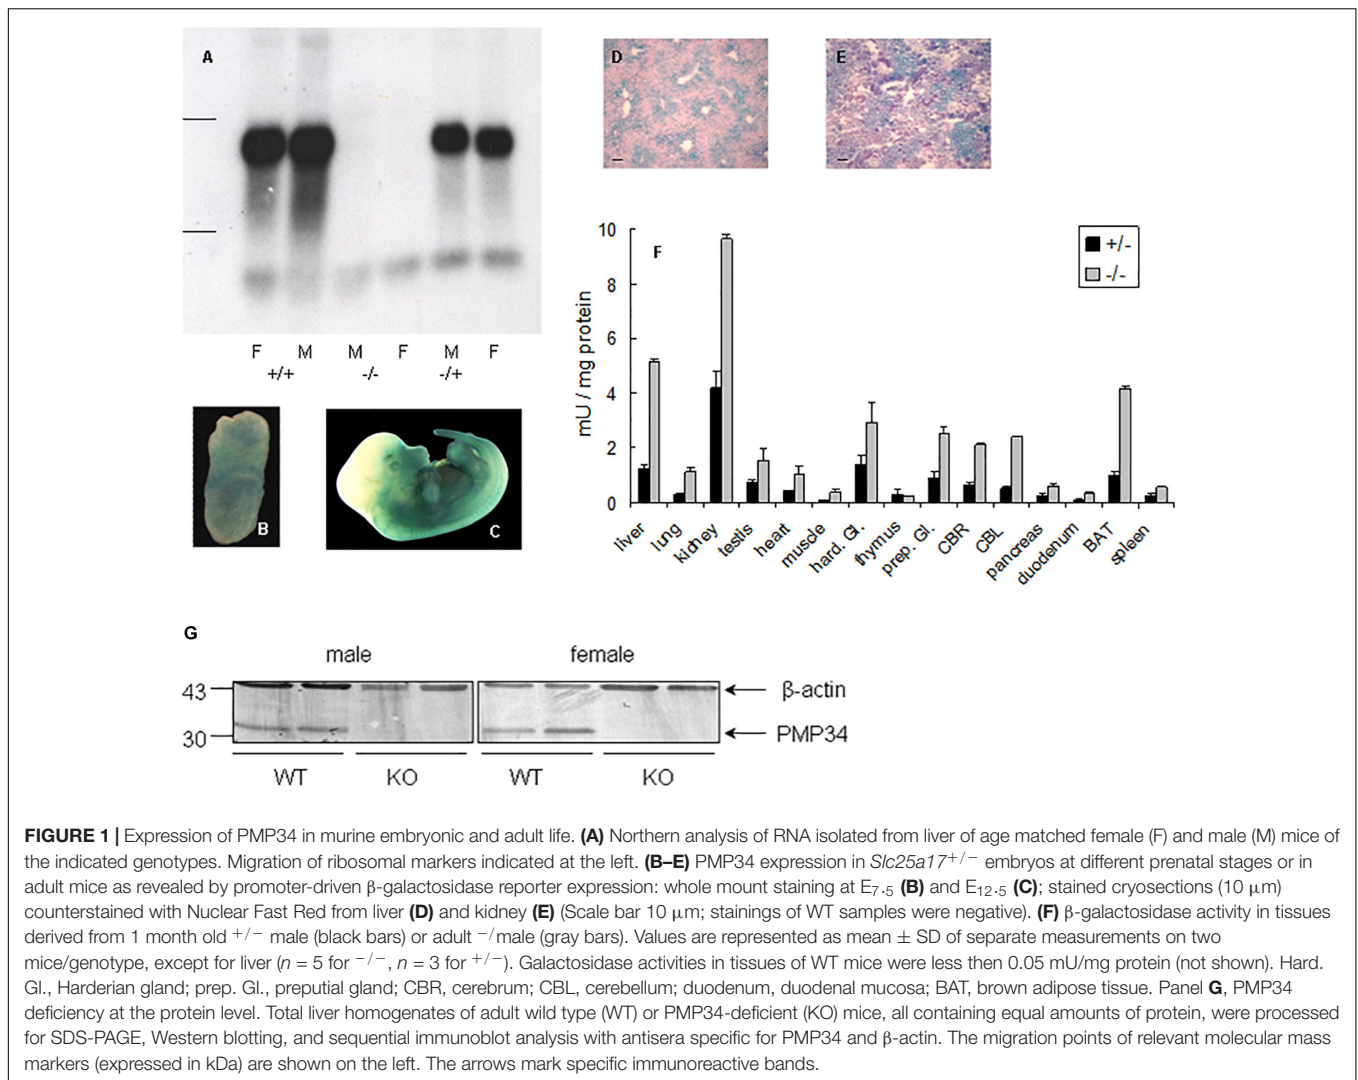 A
F M M F M F
+/+ -/- -/+
B
C
D
E
F
10
8
6
4
2
0
mU / mg protein
+/-
-/-
liver
lung
kidney
testis
heart
muscle
hard. Gl.
thymus
prep. Gl.
CBR
CBL
pancreas
duodenum
BAT
spleen
G
male female
43
30
β-actin
PMP34
WT KO WT KO
FIGURE 1 | Expression of PMP34 in murine embryonic and adult life. (A) Northern analysis of RNA isolated from liver of age matched female (F) and male (M) mice of
the indicated genotypes. Migration of ribosomal markers indicated at the left. (B–E) PMP34 expression in Slc25a17+/− embryos at different prenatal stages or in
adult mice as revealed by promoter-driven β-galactosidase reporter expression: whole mount staining at E7.5 (B) and E12.5 (C); stained cryosections (10 μm)
counterstained with Nuclear Fast Red from liver (D) and kidney (E) (Scale bar 10 μm; stainings of WT samples were negative). (F) β-galactosidase activity in tissues
derived from 1 month old +/− male (black bars) or adult −/male (gray bars). Values are represented as mean ± SD of separate measurements on two
mice/genotype, except for liver (n = 5 for −/−, n = 3 for +/−). Galactosidase activities in tissues of WT mice were less then 0.05 mU/mg protein (not shown). Hard.
Gl., Harderian gland; prep. Gl., preputial gland; CBR, cerebrum; CBL, cerebellum; duodenum, duodenal mucosa; BAT, brown adipose tissue. Panel G, PMP34
deficiency at the protein level. Total liver homogenates of adult wild type (WT) or PMP34-deficient (KO) mice, all containing equal amounts of protein, were processed
for SDS-PAGE, Western blotting, and sequential immunoblot analysis with antisera specific for PMP34 and β-actin. The migration points of relevant molecular mass
markers (expressed in kDa) are shown on the left. The arrows mark specific immunoreactive bands.